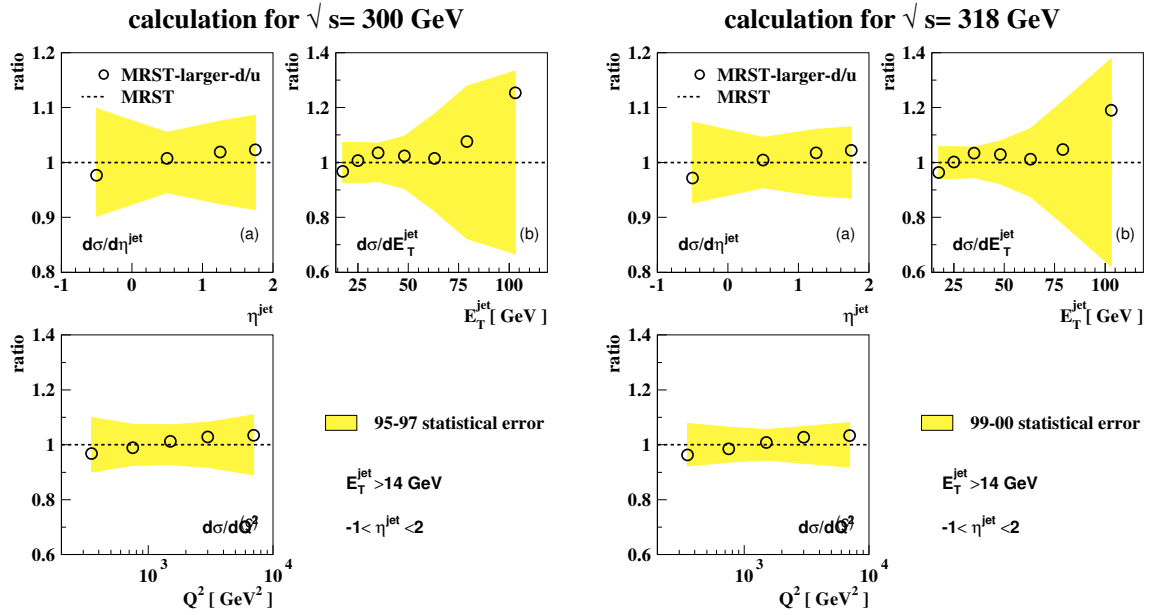 calculation for √ s= 300 GeV
ratio
1.2
1.1
1
0.9
0.8
MRST-larger-d/u
MRST
dσ/dη^jet
(a)
-1 0 1 2
η^jet
ratio
1.4
1.2
1
0.8
0.6
dσ/dE_T^jet
(b)
25 50 75 100
E_T^jet [ GeV ]
ratio
1.4
1.2
1
0.8
0.6
dσ/dQ^2
10^3 10^4
Q^2 [ GeV^2 ]
95-97 statistical error
E_T^jet >14 GeV
-1< η^jet <2
calculation for √ s= 318 GeV
ratio
1.2
1.1
1
0.9
0.8
MRST-larger-d/u
MRST
dσ/dη^jet
(a)
-1 0 1 2
η^jet
ratio
1.4
1.2
1
0.8
0.6
dσ/dE_T^jet
(b)
25 50 75 100
E_T^jet [ GeV ]
ratio
1.4
1.2
1
0.8
0.6
dσ/dQ^2
10^3 10^4
Q^2 [ GeV^2 ]
99-00 statistical error
E_T^jet >14 GeV
-1< η^jet <2